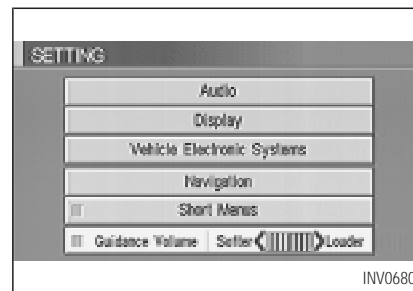 SETTING
Audio
Display
Vehicle Electronic Systems
Navigation
Short Menus
Guidance Volume Softer Louder
INV0680